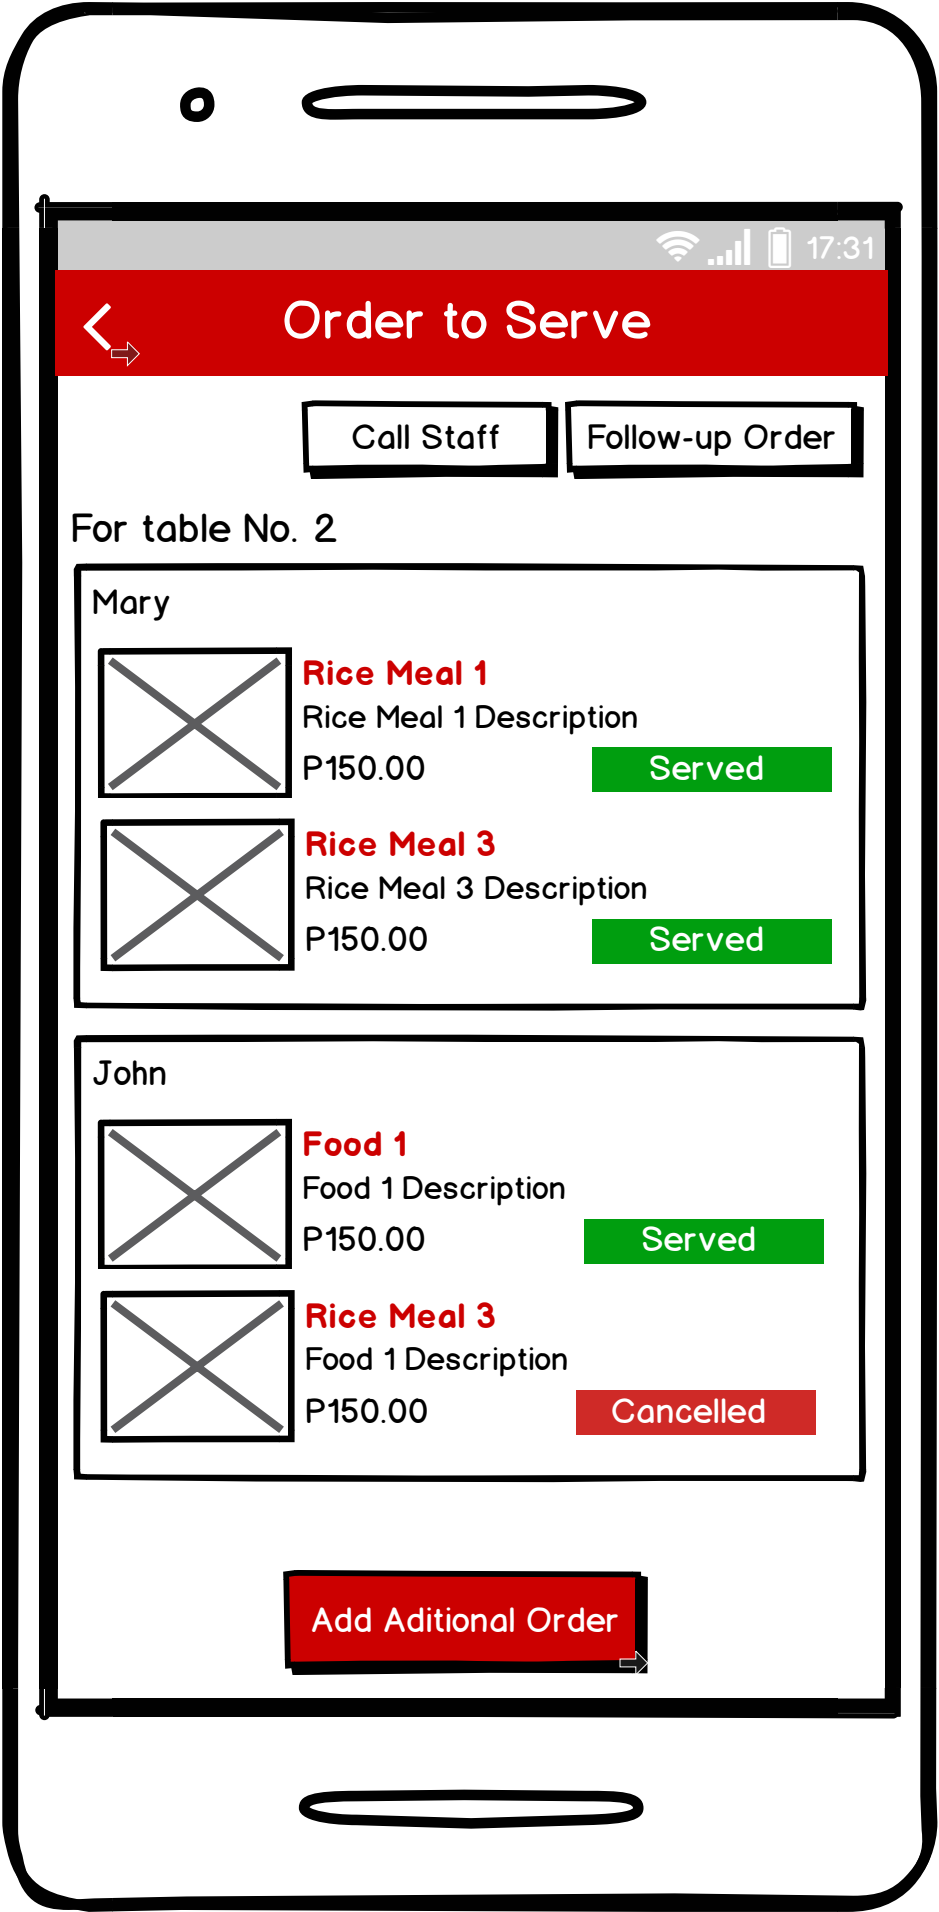 17:31
Order to Serve
Call Staff
Follow-up Order
For table No. 2
Mary
Rice Meal 1
Rice Meal 1 Description
P150.00
Served
Rice Meal 3
Rice Meal 3 Description
P150.00
Served
John
Food 1
Food 1 Description
P150.00
Served
Rice Meal 3
Food 1 Description
P150.00
Cancelled
Add Aditional Order